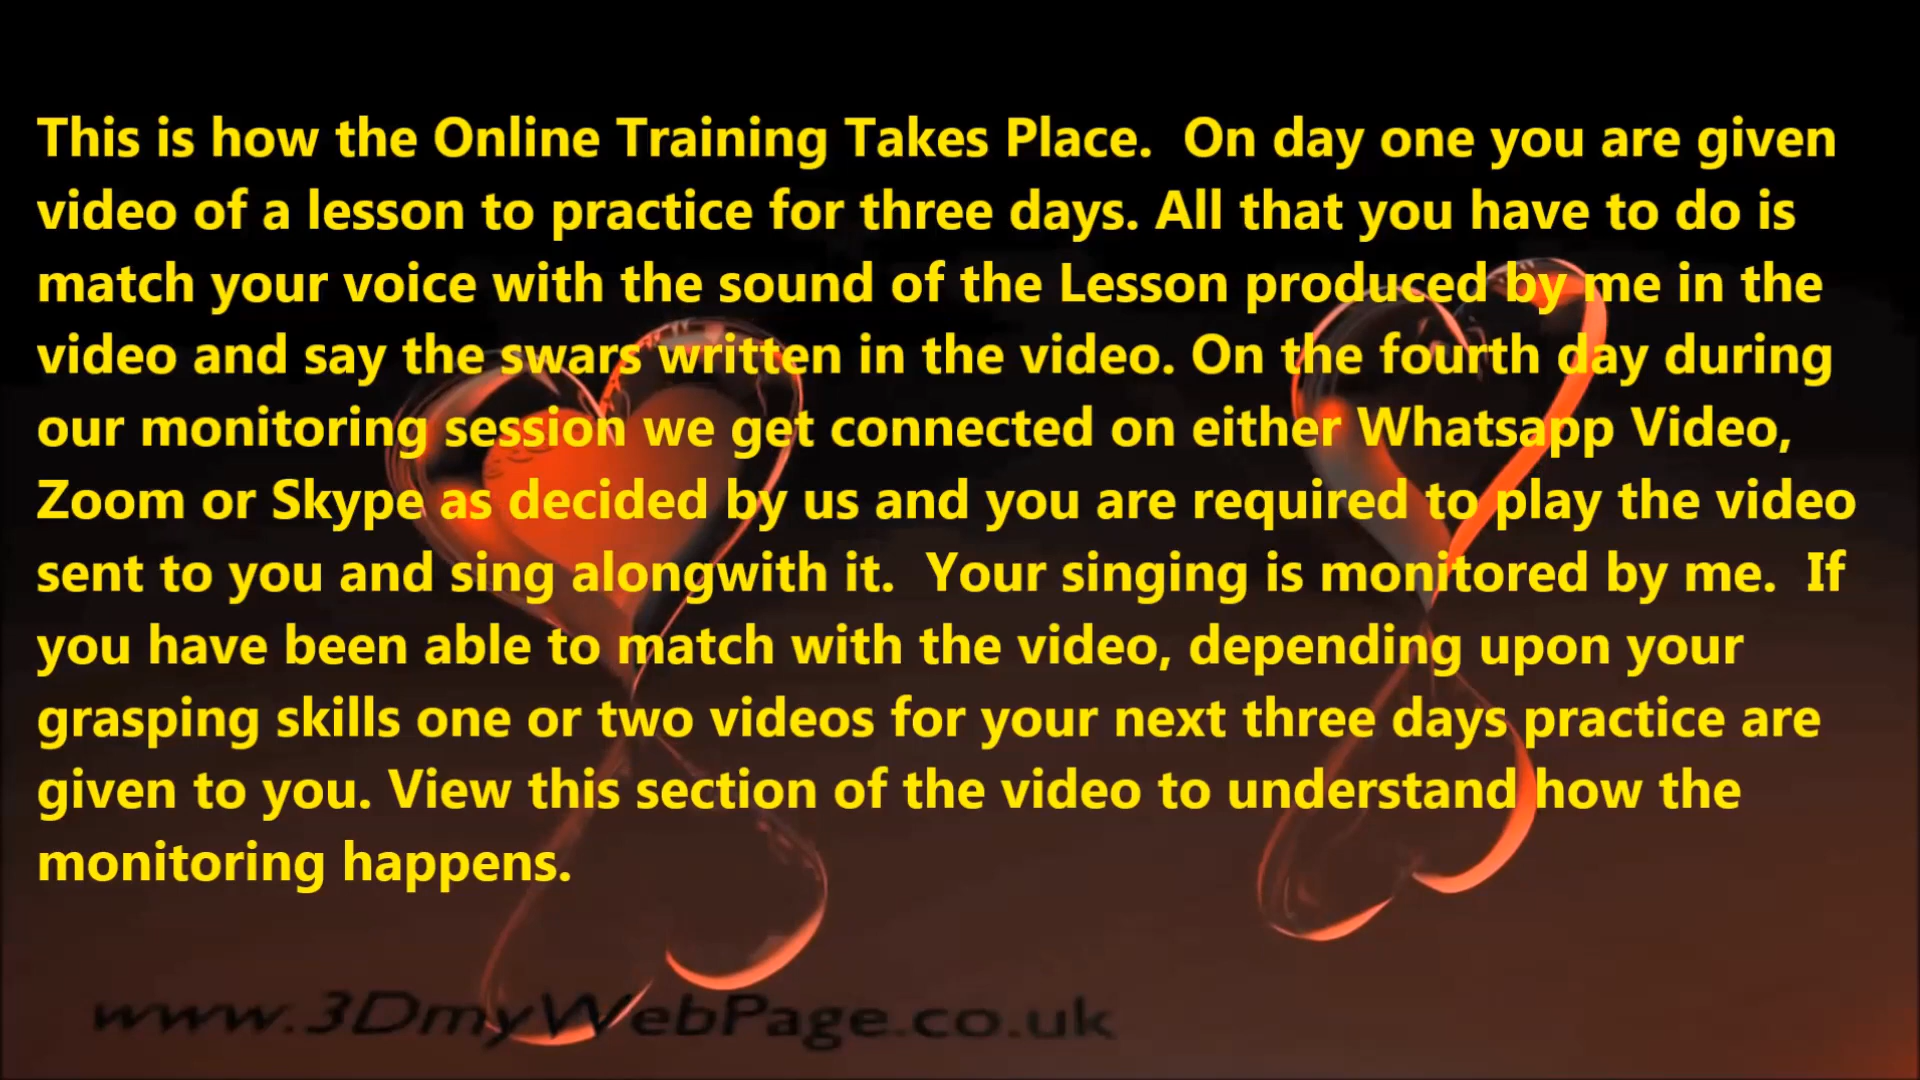 This is how the Online Training Takes Place.  On day one you are given
video of a lesson to practice for three days. All that you have to do is
match your voice with the sound of the Lesson produced by me in the
video and say the swars written in the video. On the fourth day during
our monitoring session we get connected on either Whatsapp Video,
Zoom or Skype as decided by us and you are required to play the video
sent to you and sing alongwith it.  Your singing is monitored by me.  If
you have been able to match with the video, depending upon your
grasping skills one or two videos for your next three days practice are
given to you. View this section of the video to understand how the
monitoring happens.
www.3DmyWebPage.co.uk